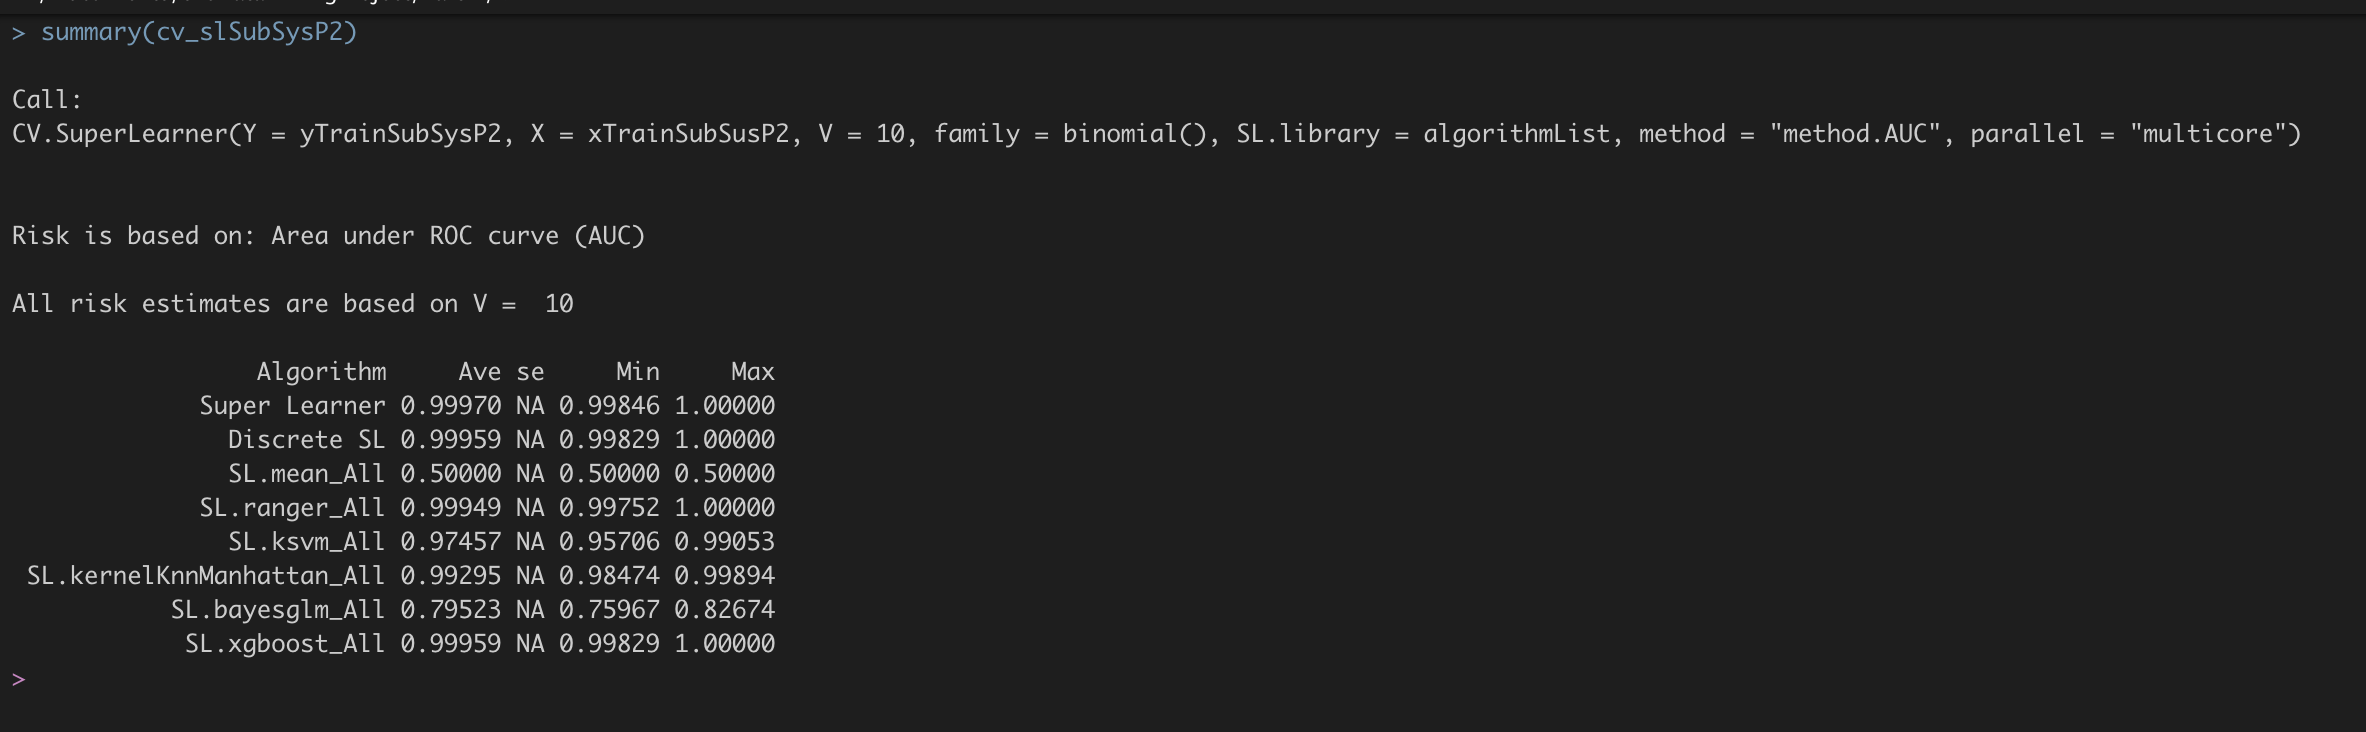 > summary(cv_slSubSysP2)
Call:
CV.SuperLearner(Y = yTrainSubSysP2, X = xTrainSubSusP2, V = 10, family = binomial(), SL.library = algorithmList, method = "method.AUC", parallel = "multicore")
Risk is based on: Area under ROC curve (AUC)
All risk estimates are based on V =  10
Algorithm     Ave se     Min     Max
Super Learner 0.99970 NA 0.99846 1.00000
Discrete SL 0.99959 NA 0.99829 1.00000
SL.mean_All 0.50000 NA 0.50000 0.50000
SL.ranger_All 0.99949 NA 0.99752 1.00000
SL.ksvm_All 0.97457 NA 0.95706 0.99053
SL.kernelKnnManhattan_All 0.99295 NA 0.98474 0.99894
SL.bayesglm_All 0.79523 NA 0.75967 0.82674
SL.xgboost_All 0.99959 NA 0.99829 1.00000
>